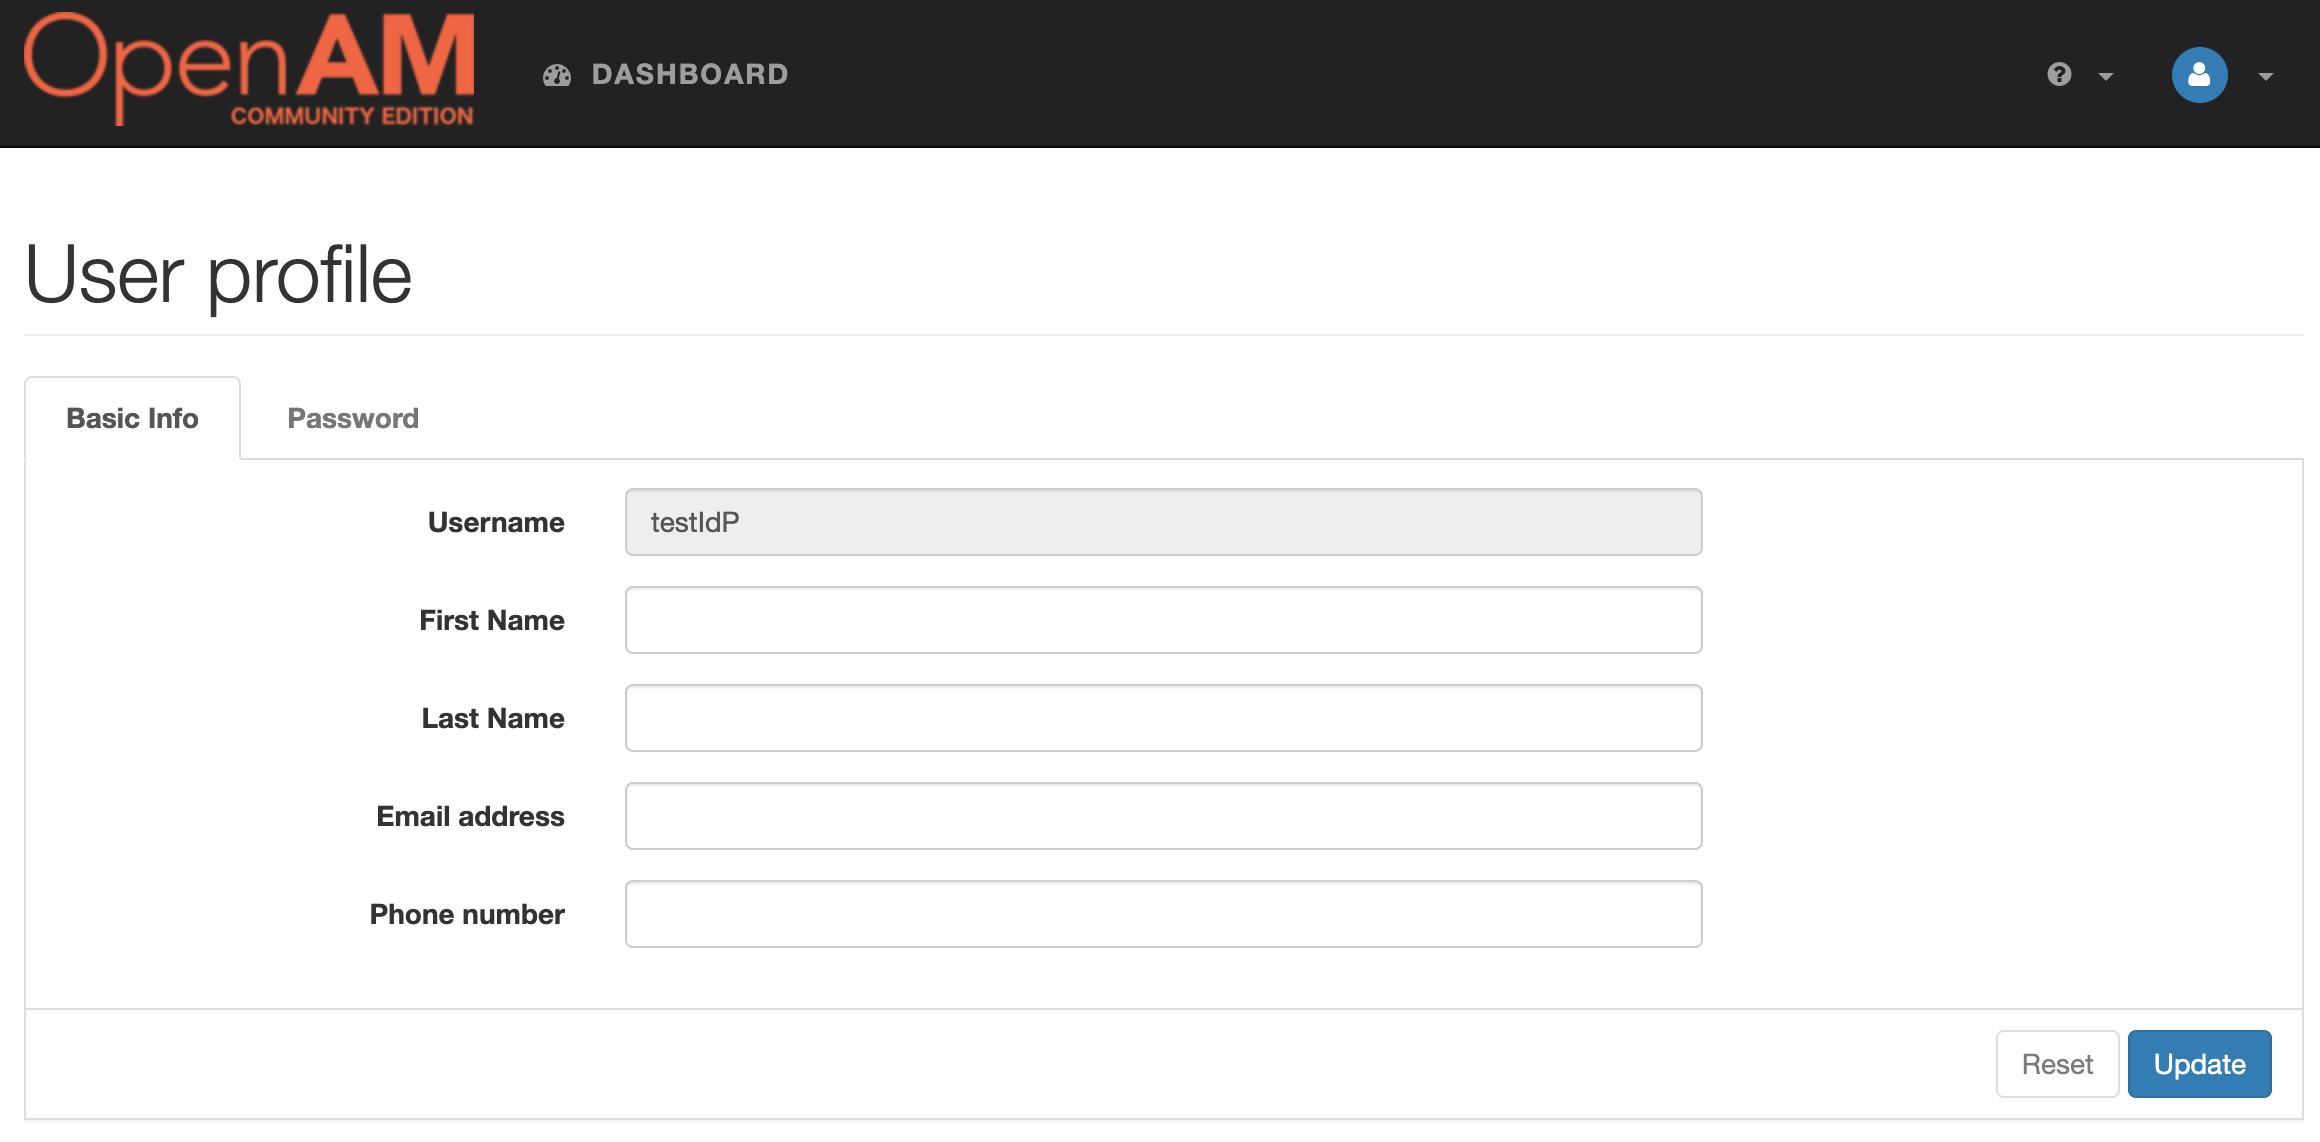 OpenAM
COMMUNITY EDITION
DASHBOARD
?
User profile
Basic Info
Password
Username
testIdP
First Name
Last Name
Email address
Phone number
Reset
Update